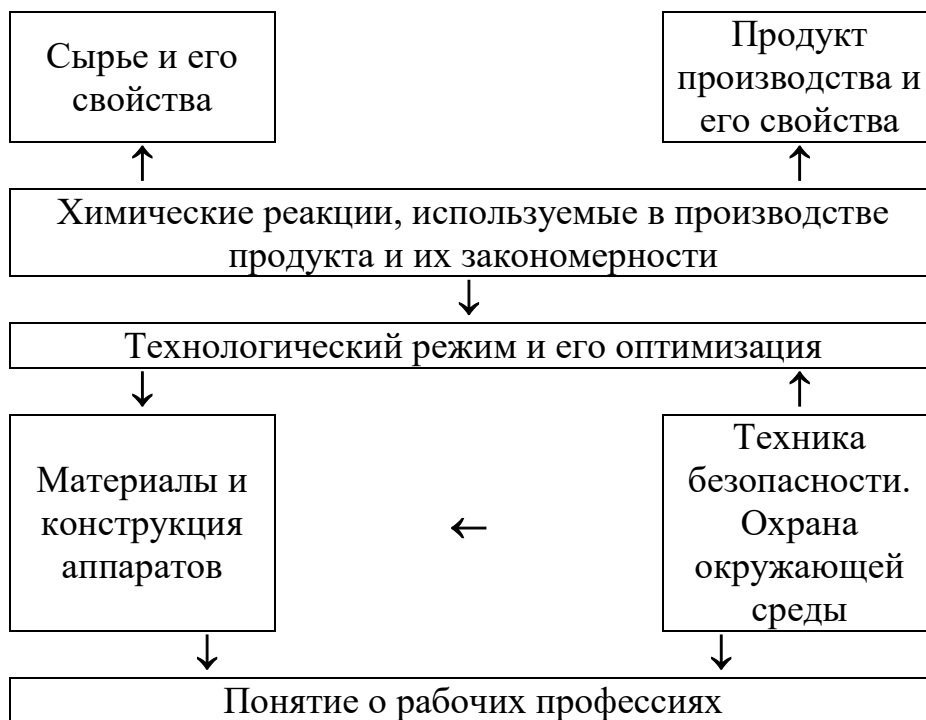 Сырье и его
свойства
Продукт
производства и
его свойства
Химические реакции, используемые в производстве
продукта и их закономерности
Технологический режим и его оптимизация
Материалы и
конструкция
аппаратов
Техника
безопасности.
Охрана
окружающей
среды
Понятие о рабочих профессиях